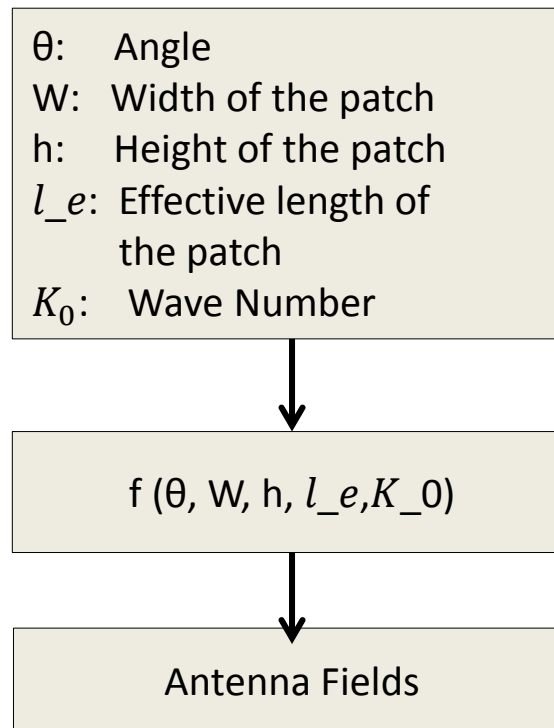 θ: Angle
W: Width of the patch
h: Height of the patch
l_e: Effective length of
the patch
K₀: Wave Number
f (θ, W, h, l_e,K_0)
Antenna Fields